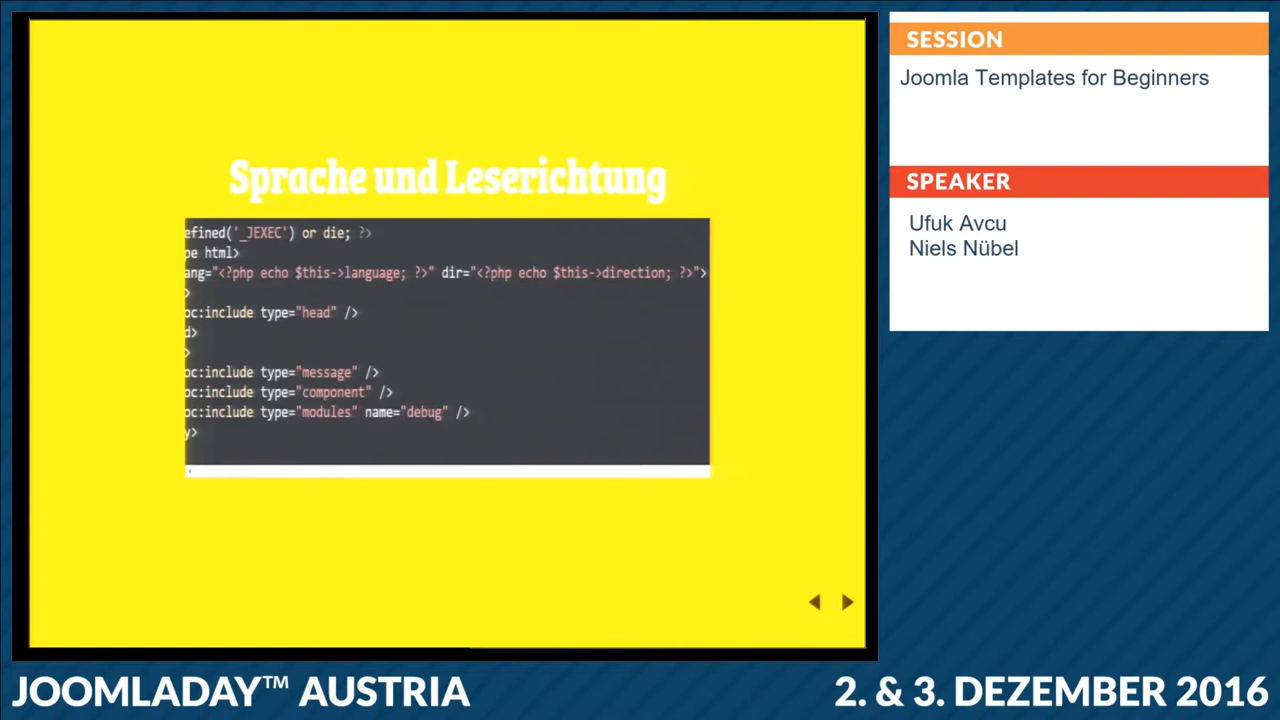 Sprache und Leserichtung
efined('_JEXEC') or die; ?>
pe html>
ang="<?php echo $this->language; ?>" dir="<?php echo $this->direction; ?>">
>
oc:include type="head" />
d>
>
oc:include type="message" />
oc:include type="component" />
oc:include type="modules" name="debug" />
y>
SESSION
Joomla Templates for Beginners
SPEAKER
Ufuk Avcu
Niels Nübel
JOOMLADAY™ AUSTRIA
2. & 3. DEZEMBER 2016